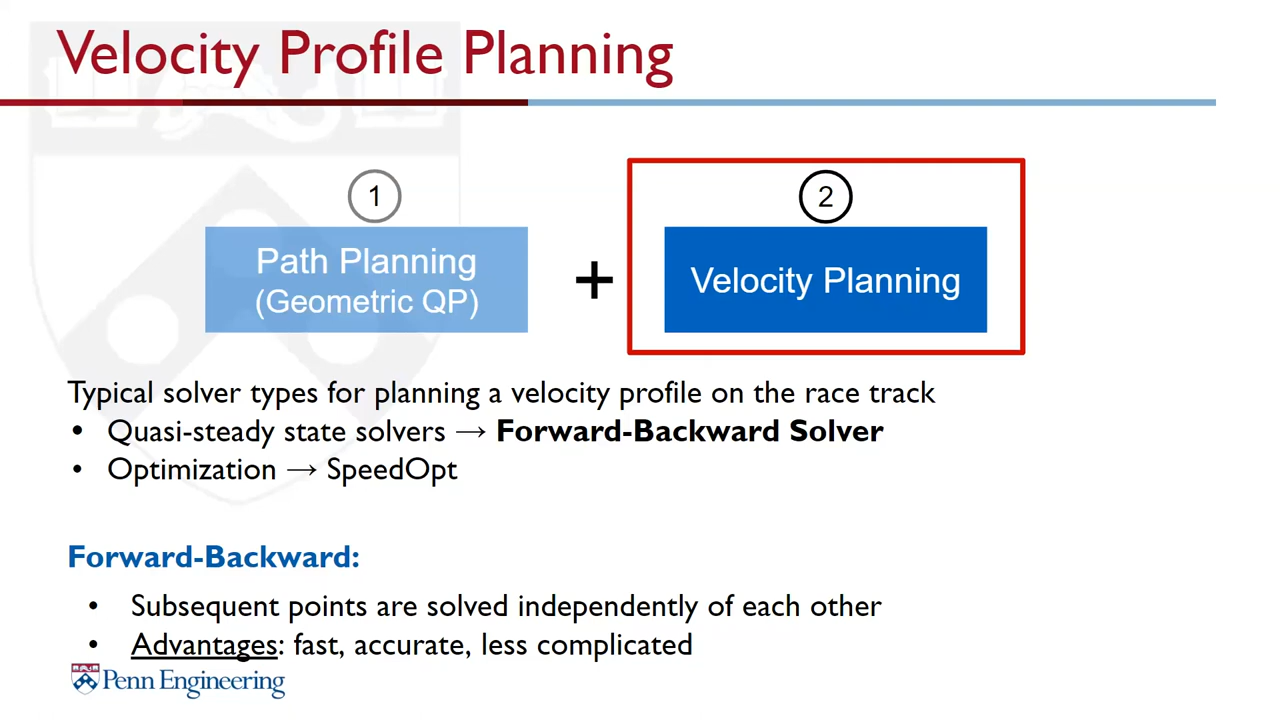 Velocity Profile Planning
1
2
Path Planning
(Geometric QP)
+
Velocity Planning
Typical solver types for planning a velocity profile on the race track
• Quasi-steady state solvers → Forward-Backward Solver
• Optimization → SpeedOpt
Forward-Backward:
• Subsequent points are solved independently of each other
• Advantages: fast, accurate, less complicated
Penn Engineering